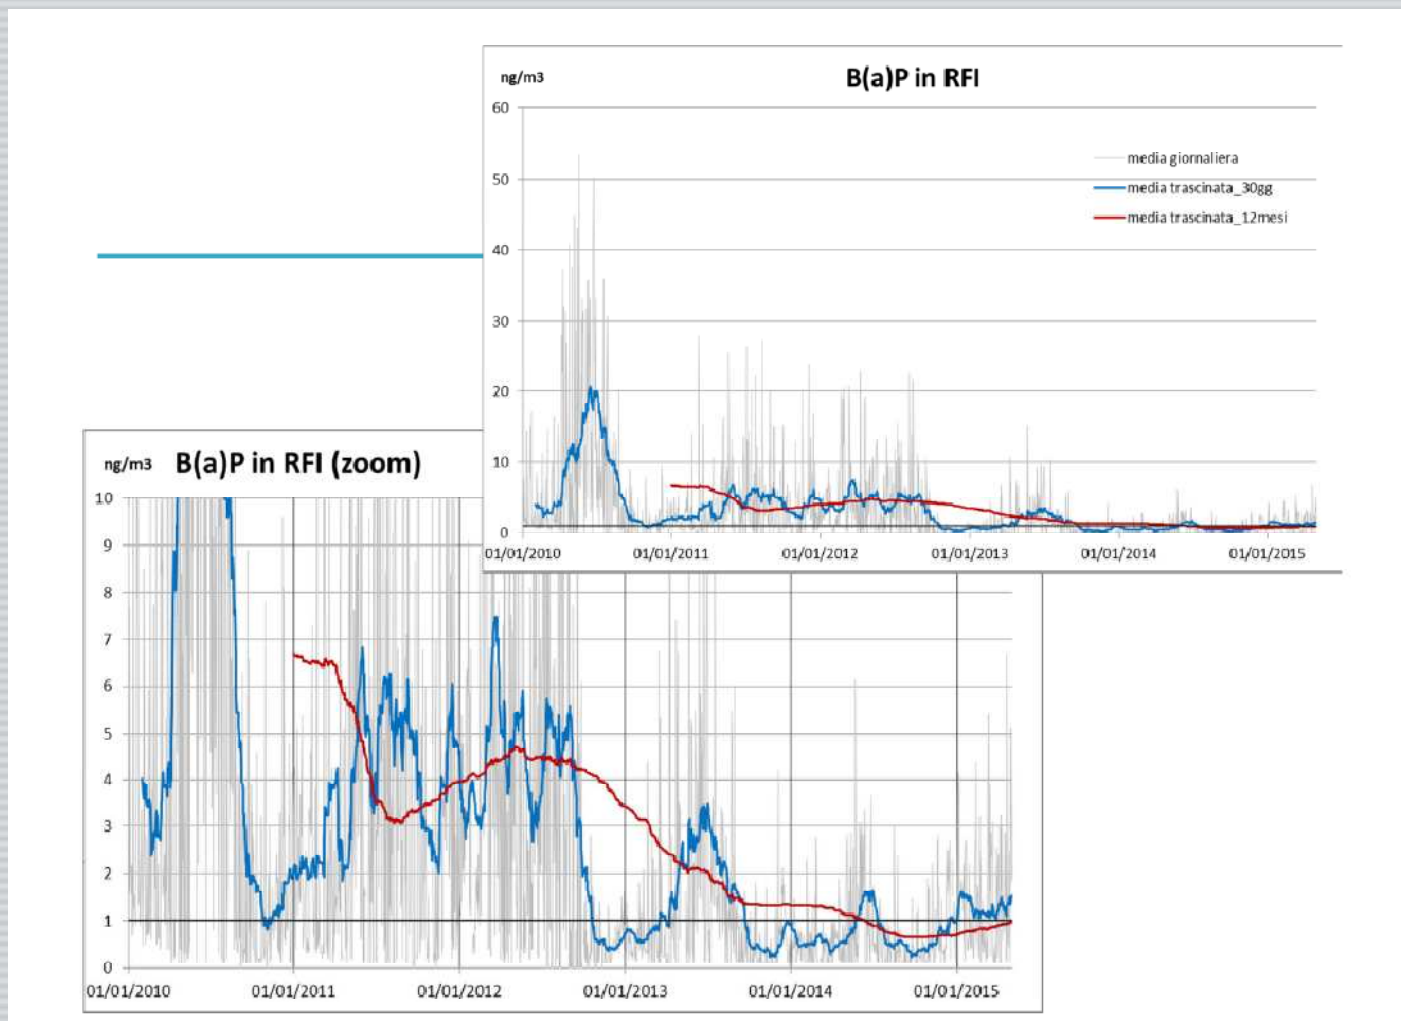 ng/m3 B(a)P in RFI
60
50
40
30
20
10
0
media giornaliera
media trascinata_30gg
media trascinata_12mesi
01/01/2010 01/01/2011 01/01/2012 01/01/2013 01/01/2014 01/01/2015
ng/m3 B(a)P in RFI (zoom)
10
9
8
7
6
5
4
3
2
1
0
01/01/2010 01/01/2011 01/01/2012 01/01/2013 01/01/2014 01/01/2015